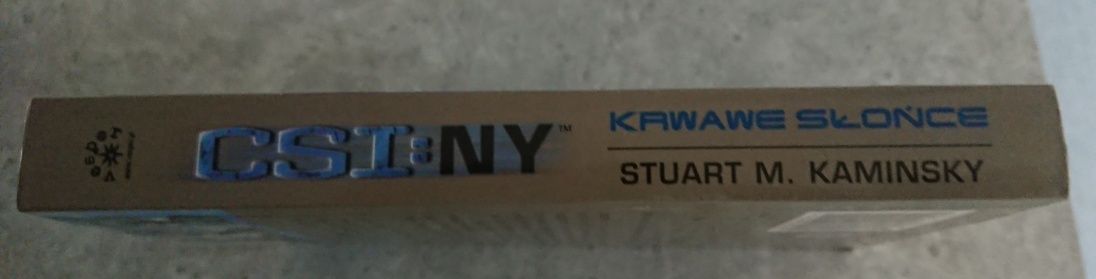 CSI:NY™
KRWAWE SŁOŃCE
STUART M. KAMINSKY